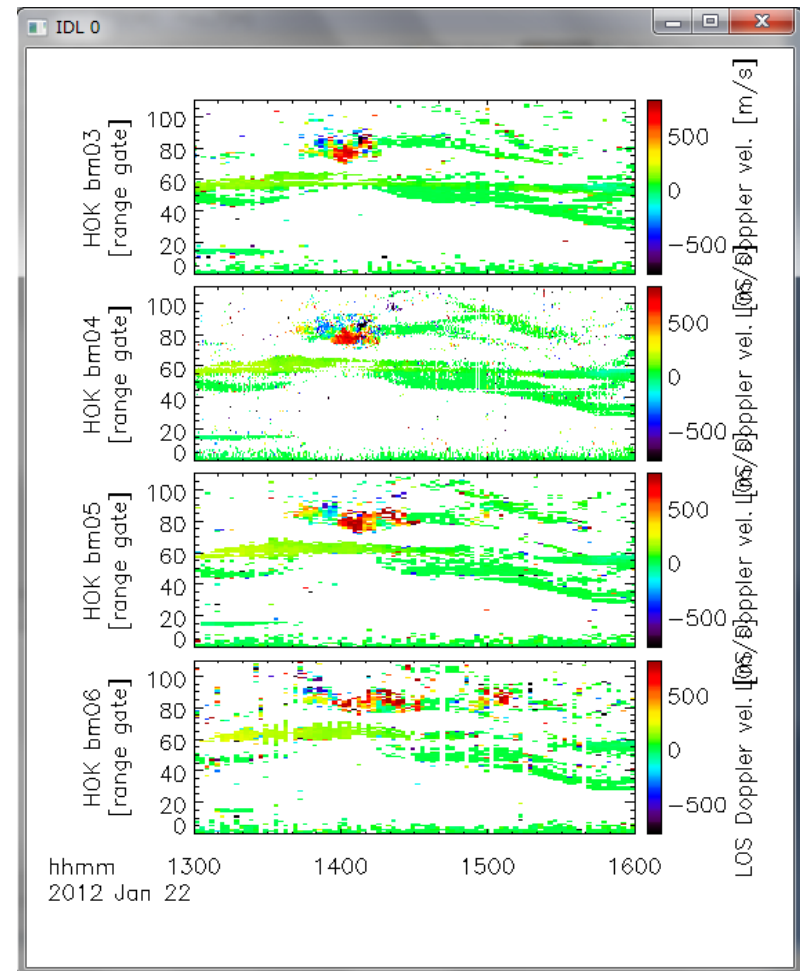 IDL 0
HOK bm03
[range gate]
100
80
60
40
20
0
500
0
-500
LOS Doppler vel. [m/s]
HOK bm04
[range gate]
100
80
60
40
20
0
500
0
-500
LOS Doppler vel. [m/s]
HOK bm05
[range gate]
100
80
60
40
20
0
500
0
-500
LOS Doppler vel. [m/s]
HOK bm06
[range gate]
100
80
60
40
20
0
500
0
-500
LOS Doppler vel. [m/s]
hhmm 1300 1400 1500 1600
2012 Jan 22